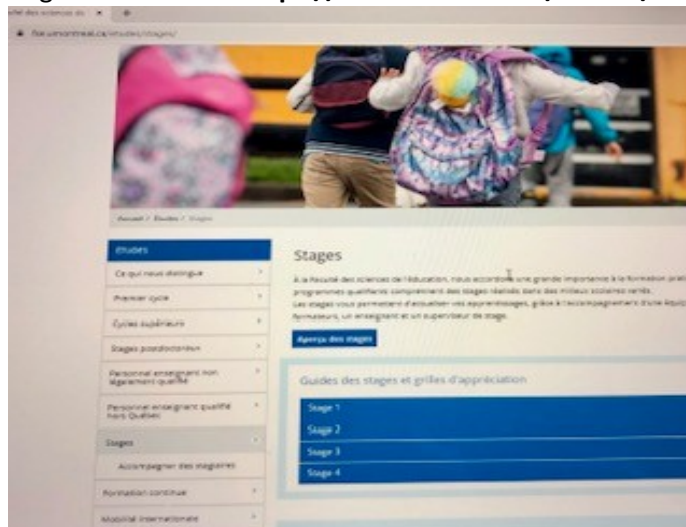 fse.umontreal.ca/etudes/stages/
Accueil / Études / Stages
Études
Ce qui nous distingue
Premier cycle
Cycles supérieurs
Stages postdoctoraux
Personnel enseignant non
légalement qualifié
Personnel enseignant qualifié
hors Québec
Stages
Accompagner des stagiaires
Formation continue
Mobilité internationale
Stages
À la Faculté des sciences de l'éducation, nous accordons une grande importance à la formation
programmes qualifiants comprennent des stages réalisés dans des milieux scolaires variés.
Les stages vous permettent d'actualiser vos apprentissages, grâce à l'accompagnement d'une
formateurs, un enseignant et un superviseur de stage.
Aperçu des stages
Guides des stages et grilles d'appréciation
Stage 1
Stage 2
Stage 3
Stage 4